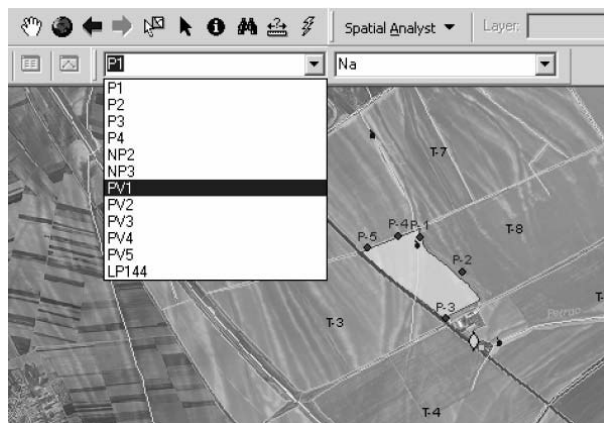 Spatial Analyst
Layer:
P1
Na
P1
P2
P3
P4
NP2
NP3
PV1
PV2
PV3
PV4
PV5
LP144
T-7
T-8
P-5
P-4
P-1
P-2
P-3
T-3
T-4